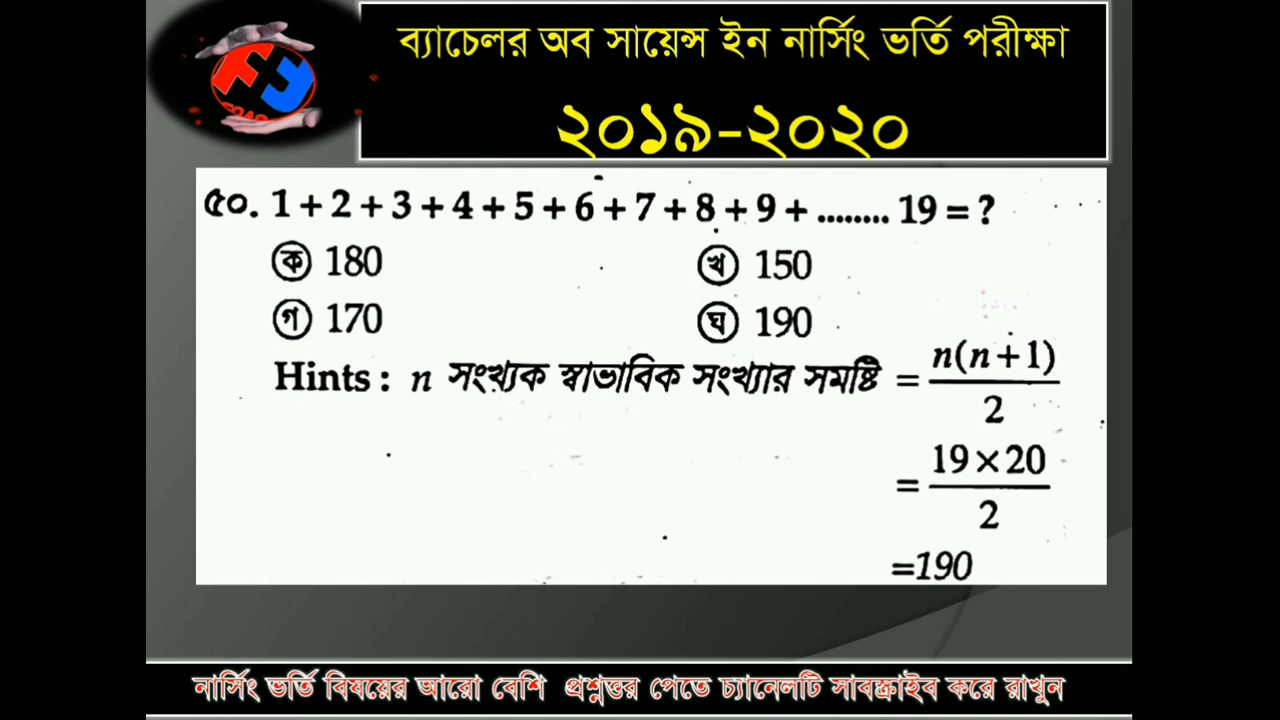 ব্যাচেলর অব সায়েন্স ইন নার্সিং ভর্তি পরীক্ষা
২০১৯-২০২০
৫০. 1 + 2 + 3 + 4 + 5 + 6 + 7 + 8 + 9 + ........ 19 = ?
ক 180 খ 150
গ 170 ঘ 190
Hints : n সংখ্যক স্বাভাবিক সংখ্যার সমষ্টি = n(n+1)/2
= 19×20/2
=190
নার্সিং ভর্তি বিষয়ের আরো বেশি প্রশ্নত্তর পেতে চ্যানেলটি সাবস্ক্রাইব করে রাখুন